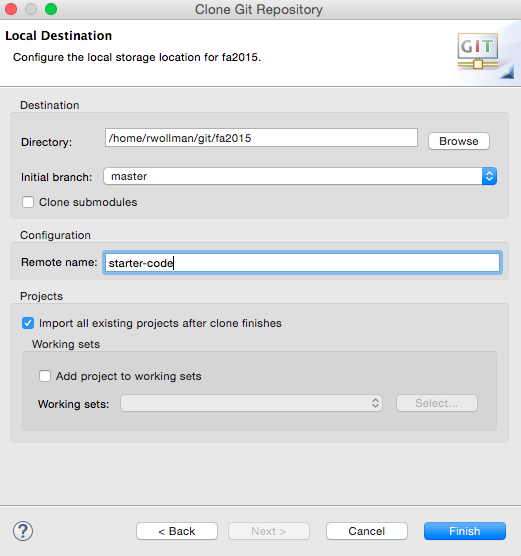 Clone Git Repository
Local Destination
Configure the local storage location for fa2015.
GIT
Destination
Directory: /home/rwollman/git/fa2015 Browse
Initial branch: master
Clone submodules
Configuration
Remote name: starter-code
Projects
Import all existing projects after clone finishes
Working sets
Add project to working sets
Working sets: Select...
? < Back Next > Cancel Finish